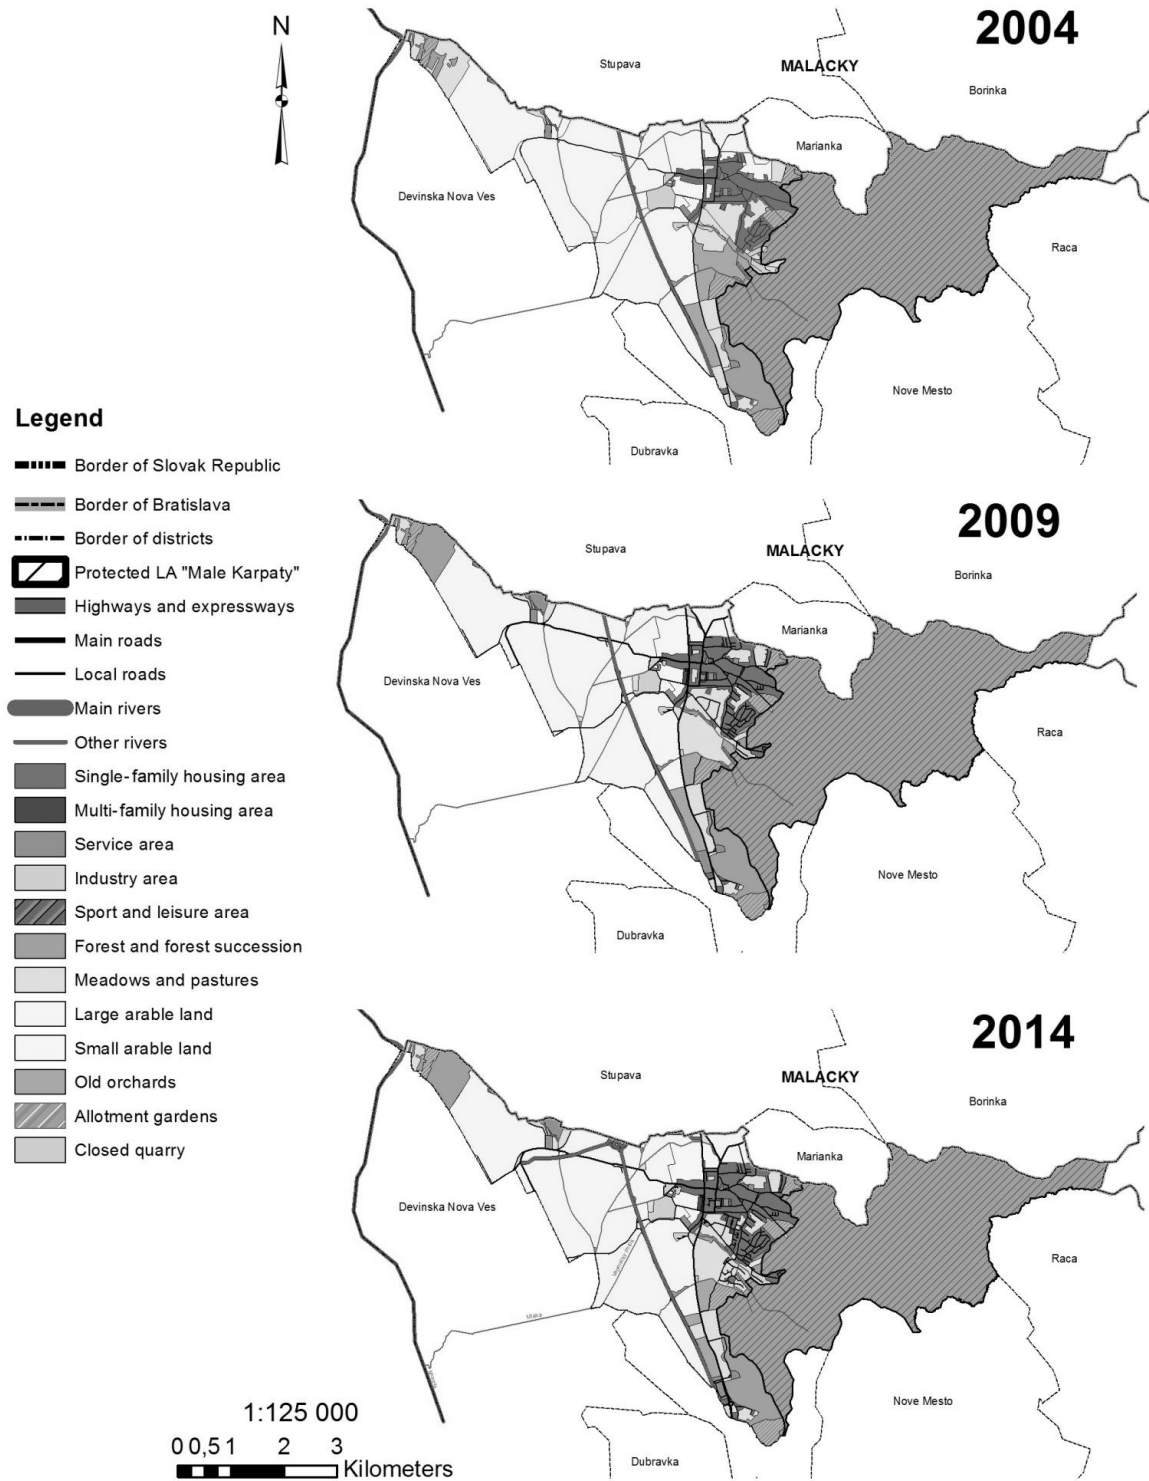 N
2004
Stupava
MALACKY
Borinka
Marianka
Devinska Nova Ves
Raca
Nove Mesto
Dubravka
Legend
Border of Slovak Republic
Border of Bratislava
Border of districts
Protected LA "Male Karpaty"
Highways and expressways
Main roads
Local roads
Main rivers
Other rivers
Single-family housing area
Multi-family housing area
Service area
Industry area
Sport and leisure area
Forest and forest succession
Meadows and pastures
Large arable land
Small arable land
Old orchards
Allotment gardens
Closed quarry
2009
Stupava
MALACKY
Borinka
Marianka
Devinska Nova Ves
Raca
Nove Mesto
Dubravka
2014
Stupava
MALACKY
Borinka
Marianka
Devinska Nova Ves
Raca
Nove Mesto
Dubravka
1:125 000
0 0,5 1 2 3
Kilometers